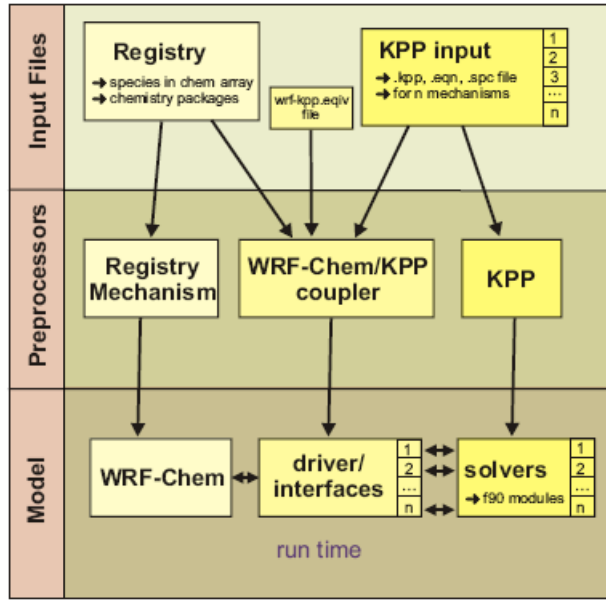 Input Files
Registry
➔ species in chem array
➔ chemistry packages
wrf-kpp.eqiv
file
KPP input
➔ .kpp, .eqn, .spc file
➔ for n mechanisms
1
2
3
...
n
Preprocessors
Registry
Mechanism
WRF-Chem/KPP
coupler
KPP
Model
WRF-Chem
driver/
interfaces
1
2
....
n
solvers
➔ f90 modules
1
2
...
n
run time